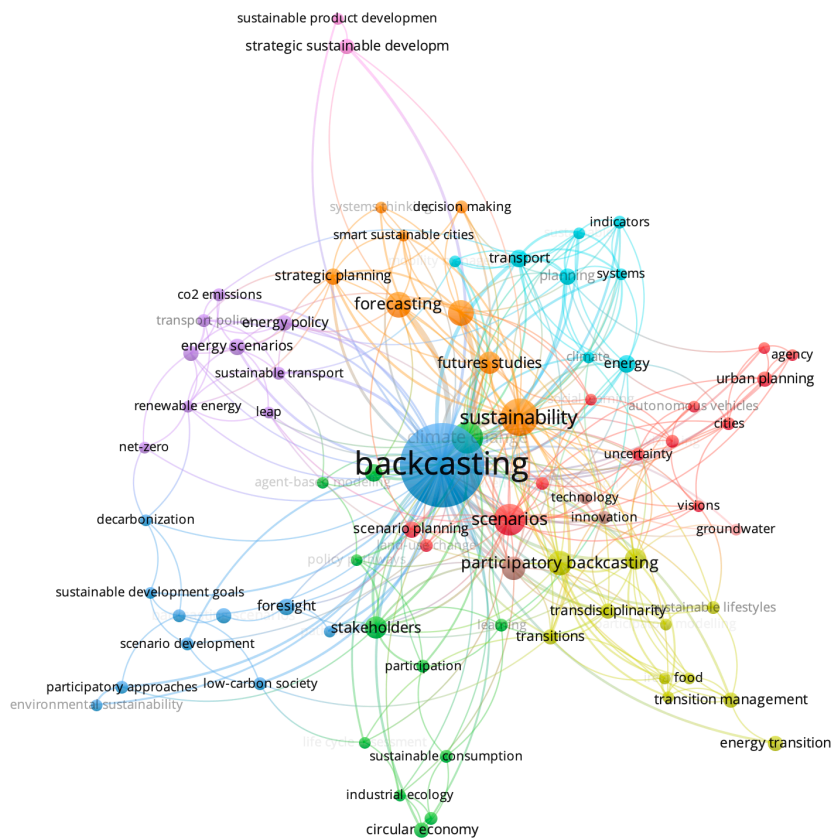 sustainable product developmen
strategic sustainable developm
systems thinking
decision making
indicators
smart sustainable cities
transport
strategic planning
planning
systems
co2 emissions
forecasting
transport policy
energy policy
energy scenarios
agency
climate
futures studies
energy
sustainable transport
urban planning
renewable energy
leap
autonomous vehicles
sustainability
cities
climate change
net-zero
uncertainty
backcasting
agent-based modeling
technology
visions
decarbonization
scenarios
innovation
scenario planning
groundwater
land-use change
policy pathways
participatory backcasting
sustainable development goals
foresight
transdisciplinarity
sustainable lifestyles
stakeholders
learning
transitions
scenario development
participation
food
participatory approaches
low-carbon society
transition management
environmental sustainability
life cycle assessment
energy transition
sustainable consumption
industrial ecology
circular economy